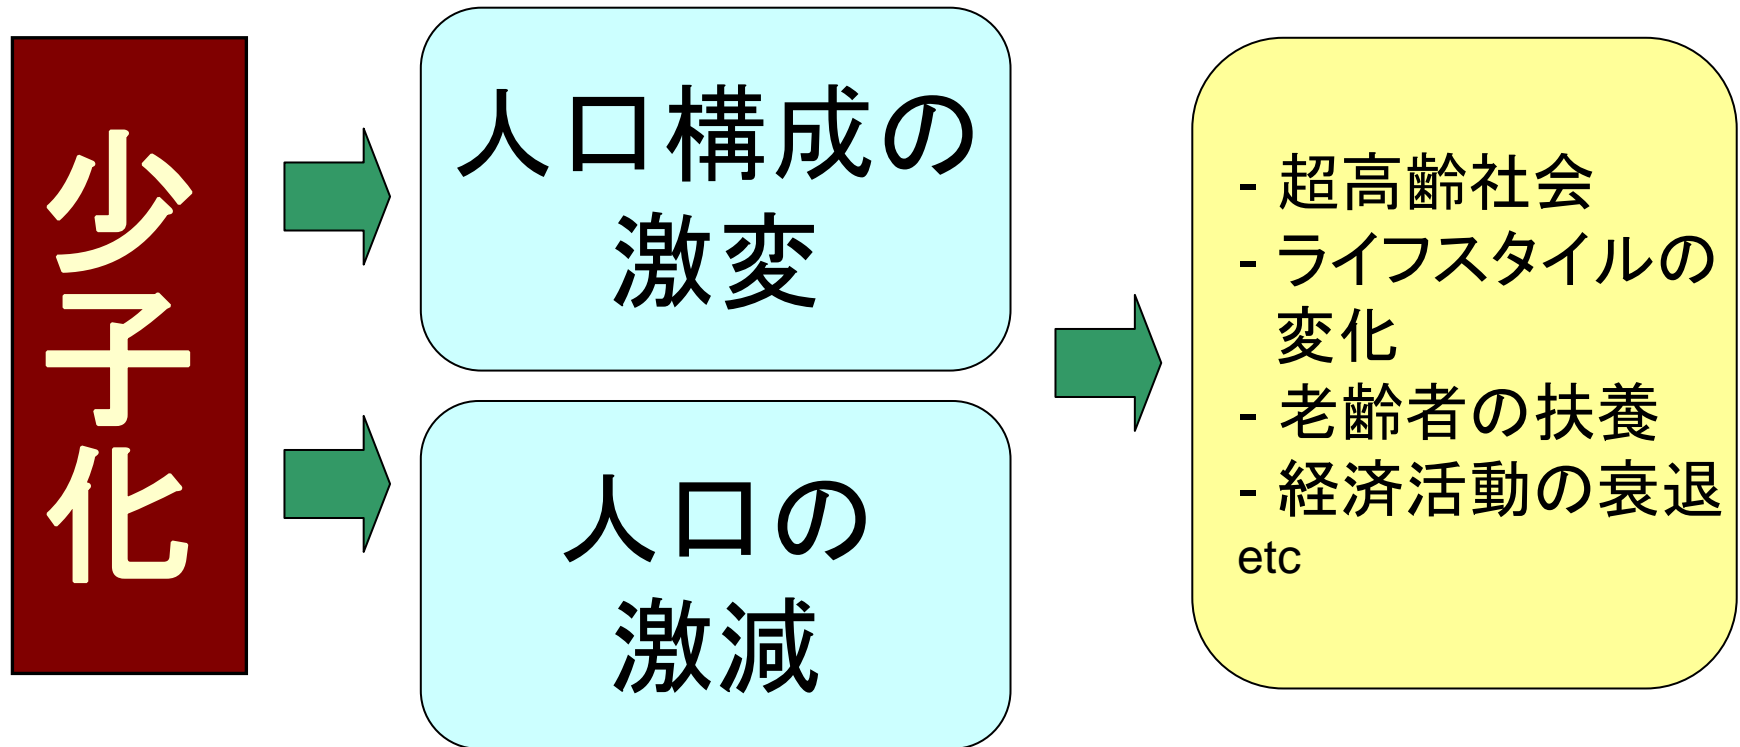 少子化
人口構成の
激変
人口の
激減
- 超高齢社会
- ライフスタイルの
変化
- 老齢者の扶養
- 経済活動の衰退
etc